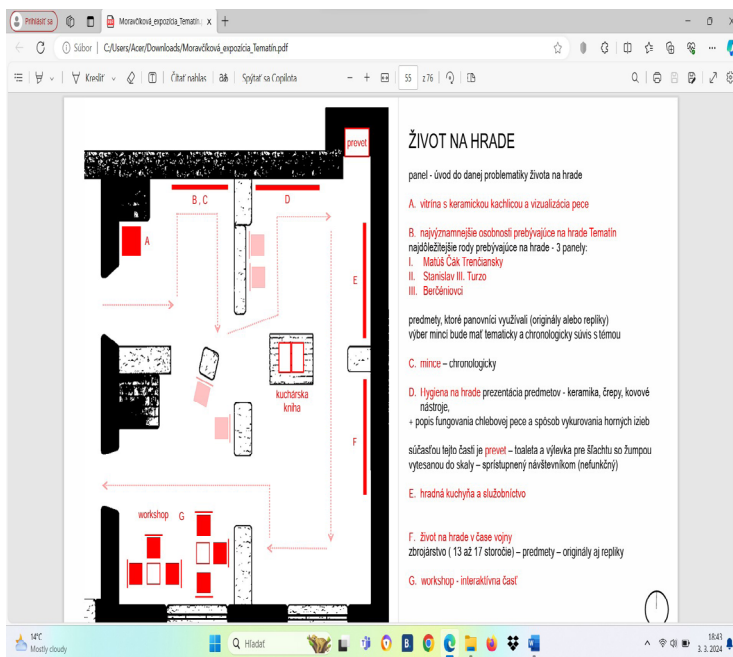 Prihlásiť sa
Moravčíková_expozícia_Tematín.
Súbor
C:/Users/Acer/Downloads/Moravčíková_expozícia_Tematín.pdf
Kresliť
Čítať nahlas
Spýtať sa Copilota
55
z 76
prevet
B , C
D
A
E
kuchárska
kniha
F
workshop
G
ŽIVOT NA HRADE
panel - úvod do danej problematiky života na hrade
A. vitrína s keramickou kachlicou a vizualizácia pece
B. najvýznamnejšie osobnosti prebývajúce na hrade Tematín
najdôležitejšie rody prebývajúce na hrade - 3 panely:
I. Matúš Čák Trenčiansky
II. Stanislav III. Turzo
III. Berčéniovci
predmety, ktoré panovníci využívali (originály alebo repliky)
výber mincí bude mať tematicky a chronologicky súvis s témou
C. mince – chronologicky
D. Hygiena na hrade prezentácia predmetov - keramika, črepy, kovové
nástroje,
+ popis fungovania chlebovej pece a spôsob vykurovania horných izieb
súčasťou tejto časti je prevet – toaleta a výlevka pre šľachtu so žumpou
vytesanou do skaly – sprístupnený návštevníkom (nefunkčný)
E. hradná kuchyňa a služobníctvo
F. život na hrade v čase vojny
zbrojárstvo ( 13 až 17 storočie) – predmety – originály aj repliky
G. workshop - interaktívna časť
14°C
Mostly cloudy
Hľadať
18:43
3. 3. 2024